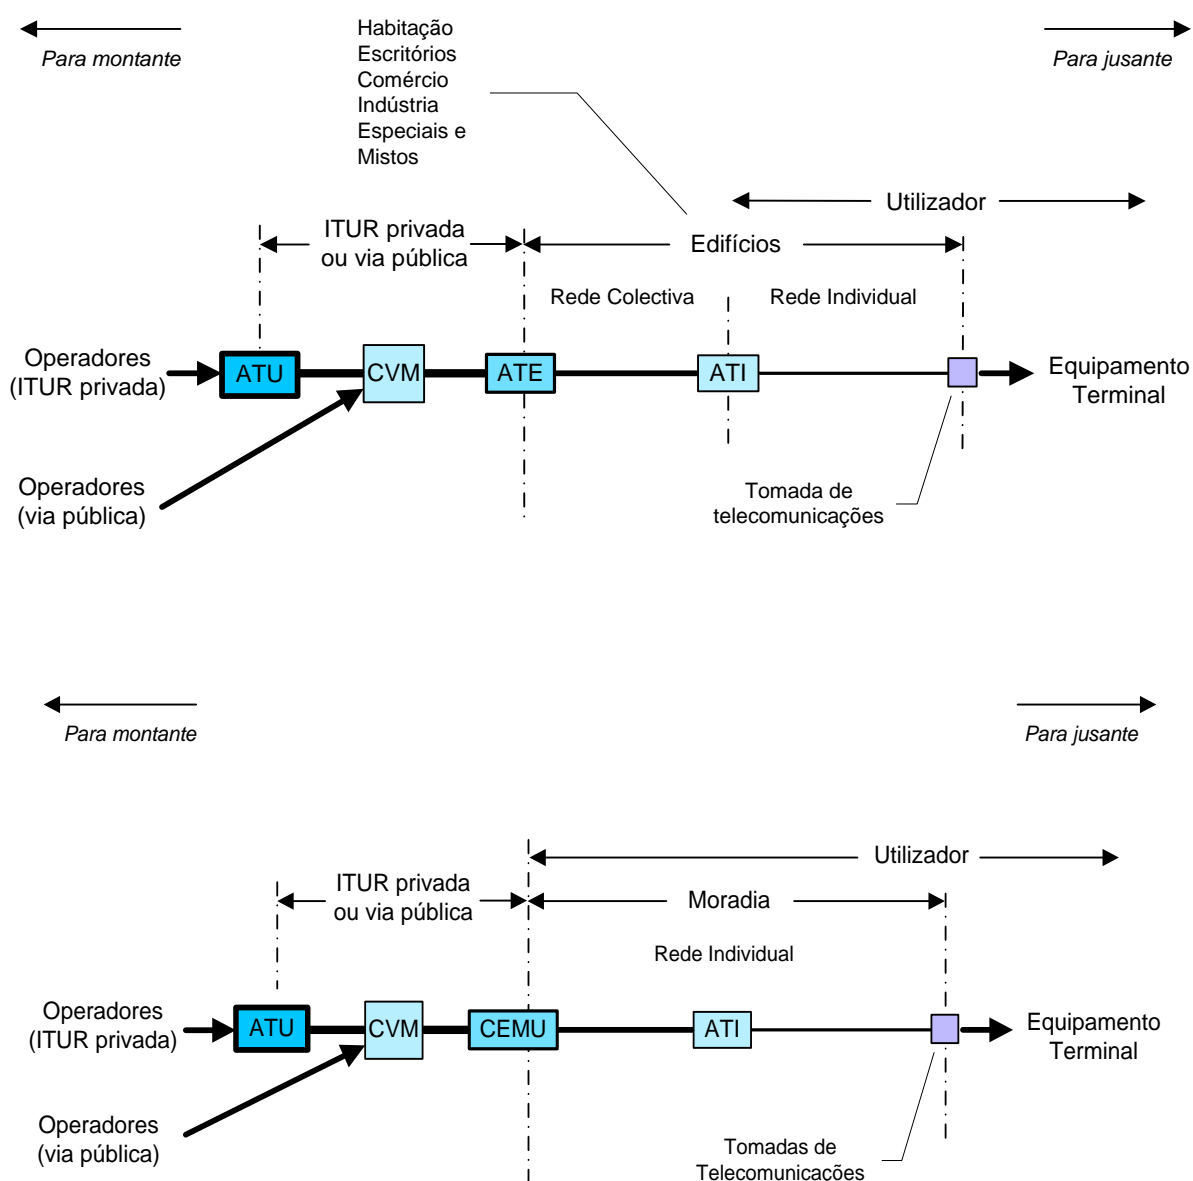 Para montante
Habitação
Escritórios
Comércio
Indústria
Especiais e
Mistos
Para jusante
Utilizador
ITUR privada
ou via pública
Edifícios
Rede Colectiva
Rede Individual
Operadores
(ITUR privada)
ATU
CVM
ATE
ATI
Equipamento
Terminal
Operadores
(via pública)
Tomada de
telecomunicações
Para montante
Para jusante
Utilizador
ITUR privada
ou via pública
Moradia
Rede Individual
Operadores
(ITUR privada)
ATU
CVM
CEMU
ATI
Equipamento
Terminal
Operadores
(via pública)
Tomadas de
Telecomunicações